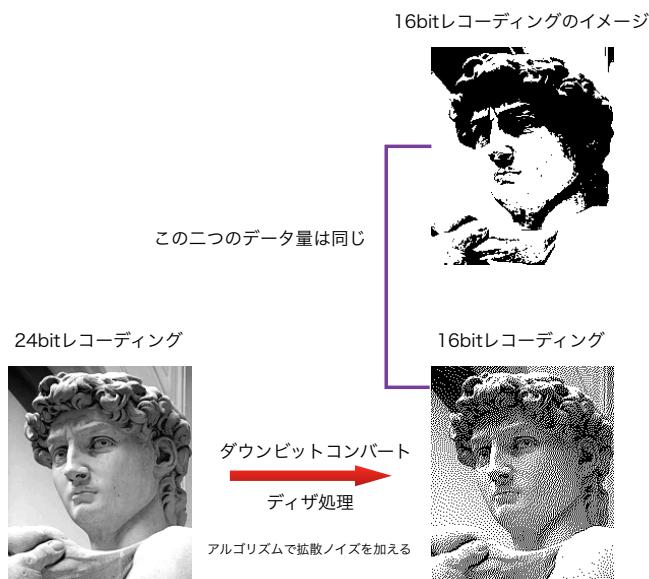 16bitレコーディングのイメージ
この二つのデータ量は同じ
24bitレコーディング
16bitレコーディング
ダウンビットコンバート
ディザ処理
アルゴリズムで拡散ノイズを加える